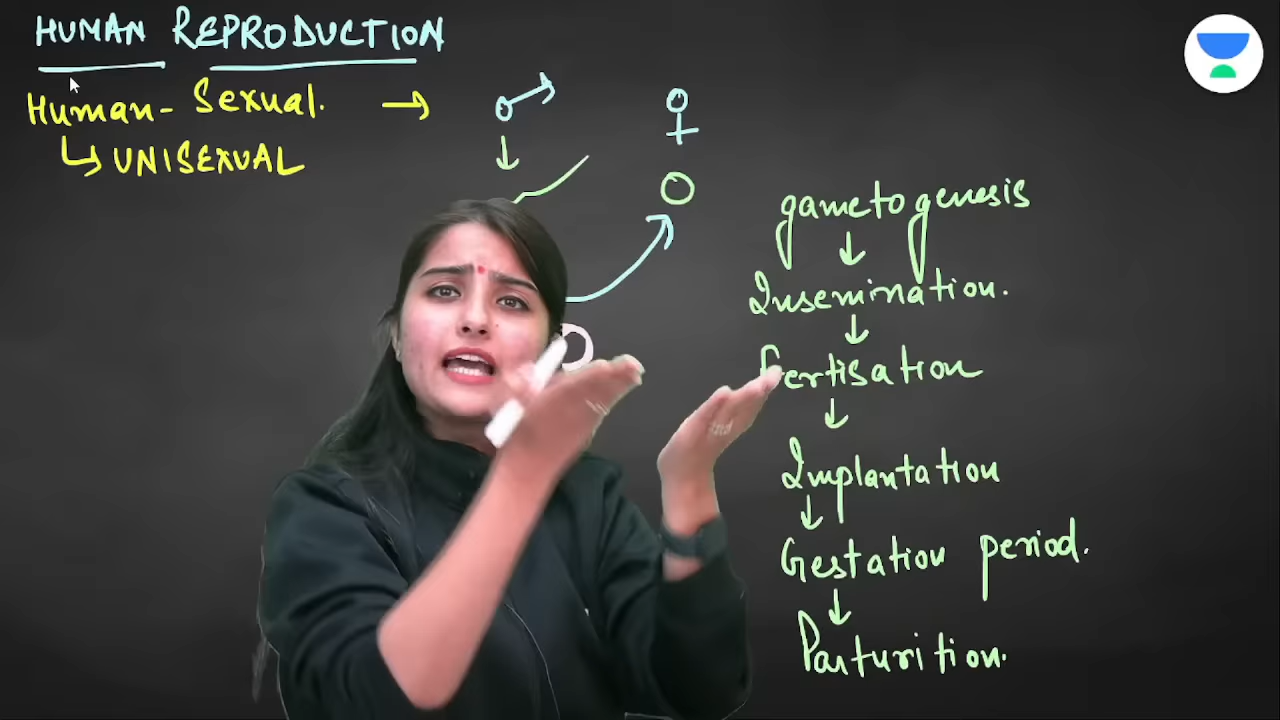 HUMAN REPRODUCTION
Human - Sexual. →
↳ UNISEXUAL
gametogenesis
↓
Insemination.
↓
Fertisation
↓
Implantation
↓
Gestation period.
↓
Parturition.